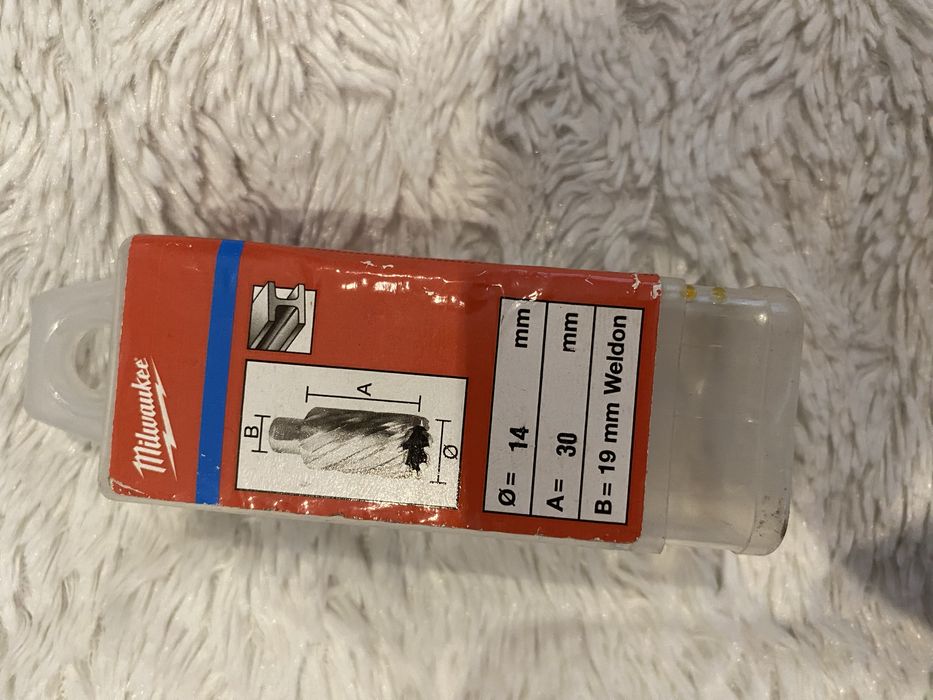 Milwaukee
B
A
Ø
Ø = 14 mm
A = 30 mm
B = 19 mm Weldon